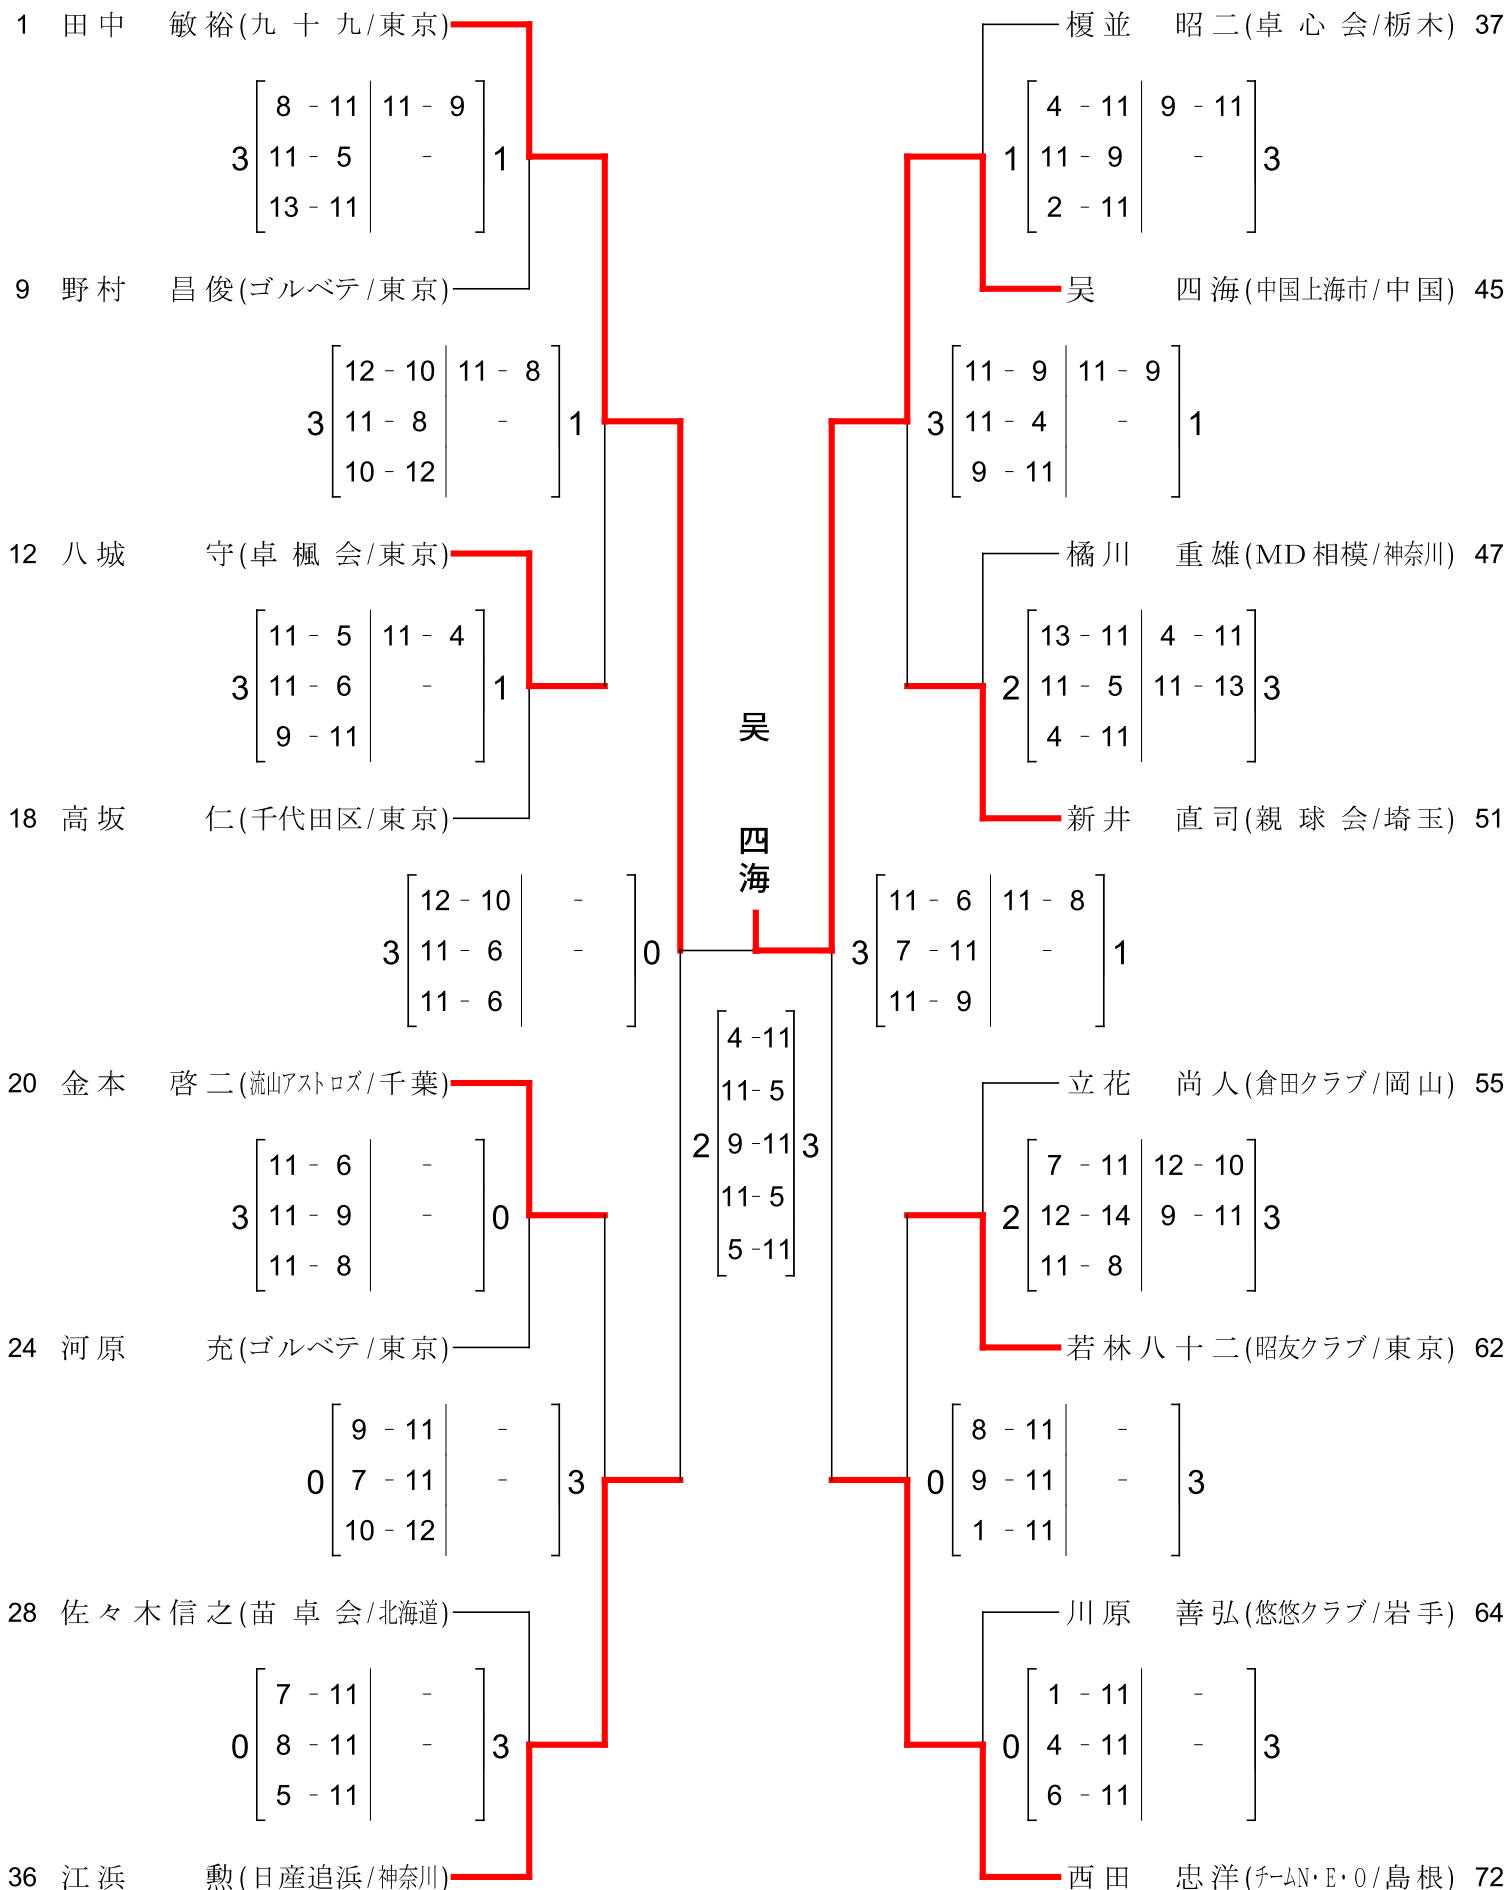 1 田中 敏裕(九十九/東京)
3 8 - 11 11 - 9 1
11 - 5 -
13 - 11
9 野村 昌俊(ゴルベテ/東京)
3 12 - 10 11 - 8 1
11 - 8 -
10 - 12
12 八城 守(卓楓会/東京)
3 11 - 5 11 - 4 1
11 - 6 -
9 - 11
18 高坂 仁(千代田区/東京)
3 12 - 10 - 0
11 - 6 -
11 - 6
20 金本 啓二(流山アストロズ/千葉)
3 11 - 6 - 0
11 - 9 -
11 - 8
24 河原 充(ゴルベテ/東京)
0 9 - 11 - 3
7 - 11 -
10 - 12
28 佐々木信之(苗卓会/北海道)
0 7 - 11 - 3
8 - 11 -
5 - 11
36 江浜 勲(日産追浜/神奈川)
吴 四海
2 4 - 11 3
11 - 5
9 - 11
11 - 5
5 - 11
榎並 昭二(卓心会/栃木) 37
1 4 - 11 9 - 11 3
11 - 9 -
2 - 11
吴 四海(中国上海市/中国) 45
3 11 - 9 11 - 9 1
11 - 4 -
9 - 11
橘川 重雄(MD相模/神奈川) 47
2 13 - 11 4 - 11 3
11 - 5 11 - 13
4 - 11
新井 直司(親球会/埼玉) 51
3 11 - 6 11 - 8 1
7 - 11 -
11 - 9
立花 尚人(倉田クラブ/岡山) 55
2 7 - 11 12 - 10 3
12 - 14 9 - 11
11 - 8
若林八十二(昭友クラブ/東京) 62
0 8 - 11 - 3
9 - 11 -
1 - 11
川原 善弘(悠悠クラブ/岩手) 64
0 1 - 11 - 3
4 - 11 -
6 - 11
西田 忠洋(チームN・E・O/島根) 72